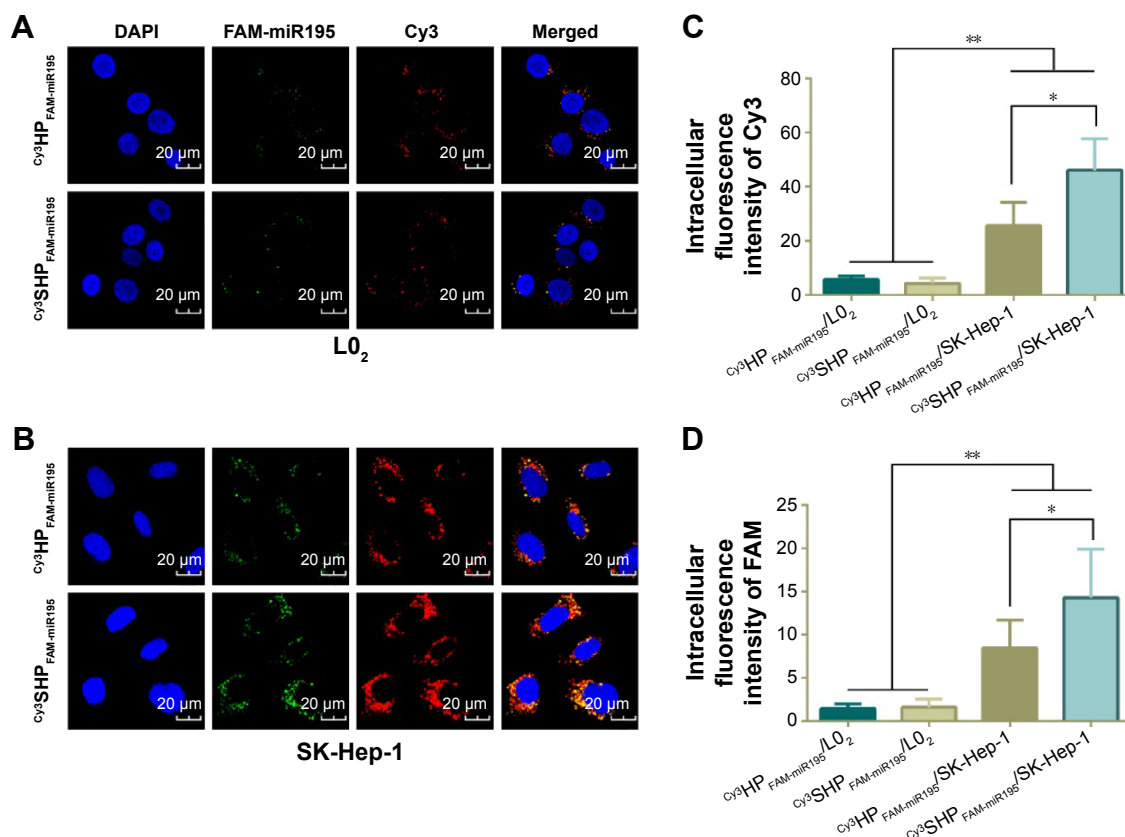 A
DAPI FAM-miR195 Cy3 Merged
Cy3HP FAM-miR195
20 μm 20 μm 20 μm 20 μm
Cy3SHP FAM-miR195
20 μm 20 μm 20 μm 20 μm
L02
B
Cy3HP FAM-miR195
20 μm 20 μm 20 μm 20 μm
Cy3SHP FAM-miR195
20 μm 20 μm 20 μm 20 μm
SK-Hep-1
C
Intracellular
fluorescence
intensity of Cy3
80
60
40
20
0
**
*
Cy3HP FAM-miR195/L02
Cy3SHP FAM-miR195/L02
Cy3HP FAM-miR195/SK-Hep-1
Cy3SHP FAM-miR195/SK-Hep-1
D
Intracellular
fluorescence
intensity of FAM
25
20
15
10
5
0
**
*
Cy3HP FAM-miR195/L02
Cy3SHP FAM-miR195/L02
Cy3HP FAM-miR195/SK-Hep-1
Cy3SHP FAM-miR195/SK-Hep-1